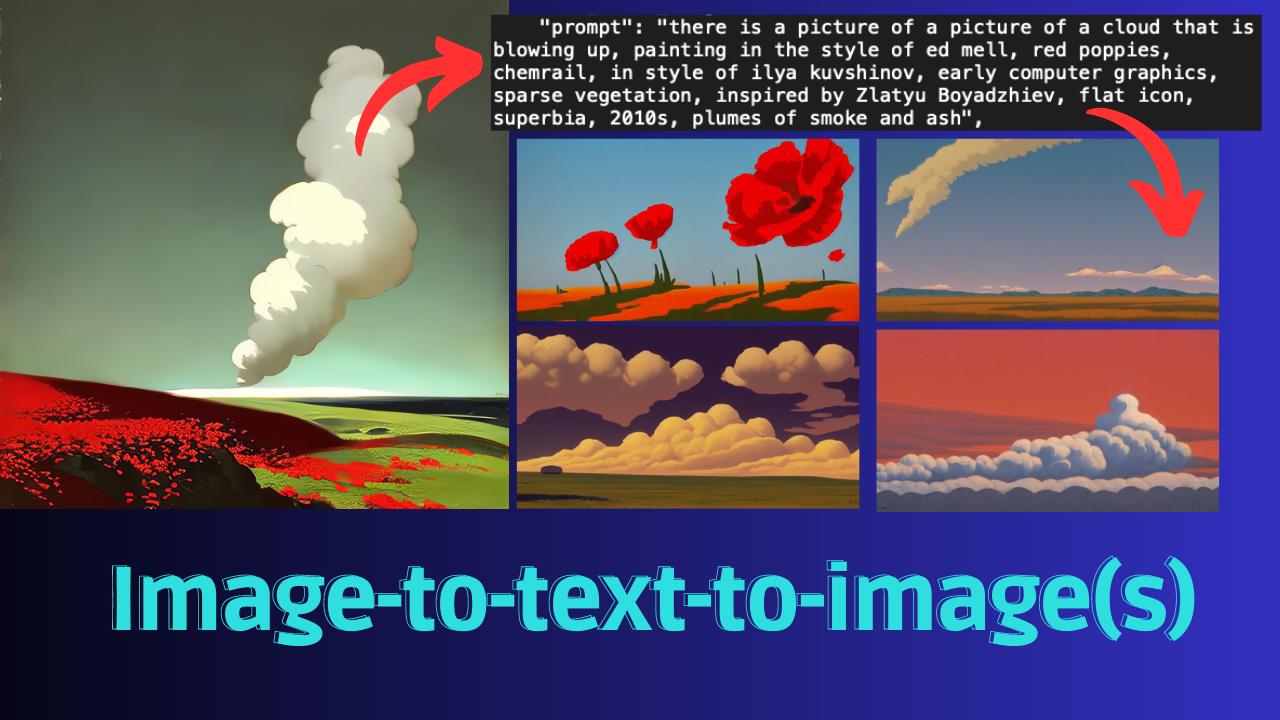 "prompt": "there is a picture of a picture of a cloud that is
blowing up, painting in the style of ed mell, red poppies,
chemrail, in style of ilya kuvshinov, early computer graphics,
sparse vegetation, inspired by Zlatyu Boyadzhiev, flat icon,
superbia, 2010s, plumes of smoke and ash",
Image-to-text-to-image(s)